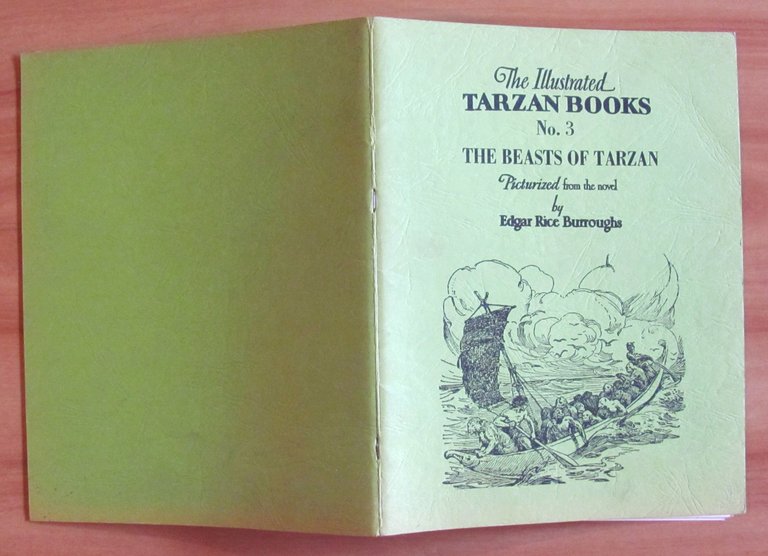 The Illustrated
TARZAN BOOKS
No. 3
THE BEASTS OF TARZAN
Picturized from the novel
by
Edgar Rice Burroughs